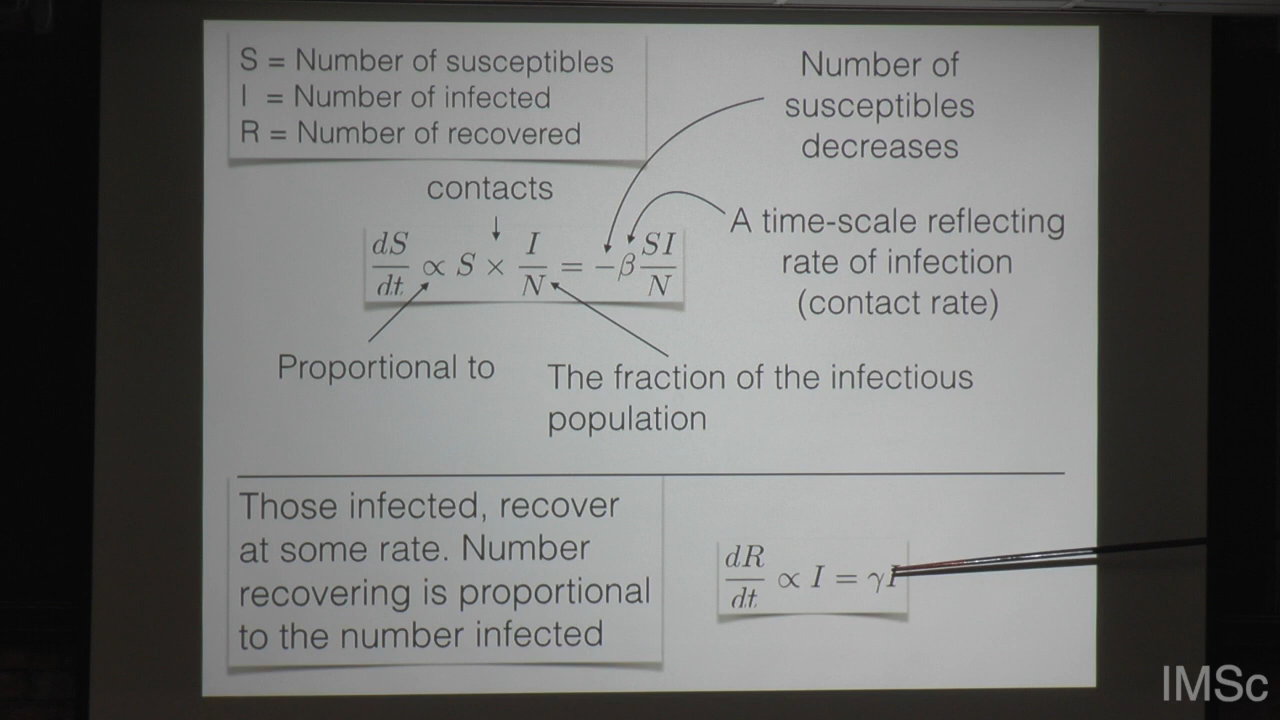 S = Number of susceptibles
I = Number of infected
R = Number of recovered
Number of
susceptibles
decreases
contacts
dS/dt ∝ S × I/N = −β SI/N
A time-scale reflecting
rate of infection
(contact rate)
Proportional to
The fraction of the infectious
population
Those infected, recover
at some rate. Number
recovering is proportional
to the number infected
dR/dt ∝ I = γI
IMSc